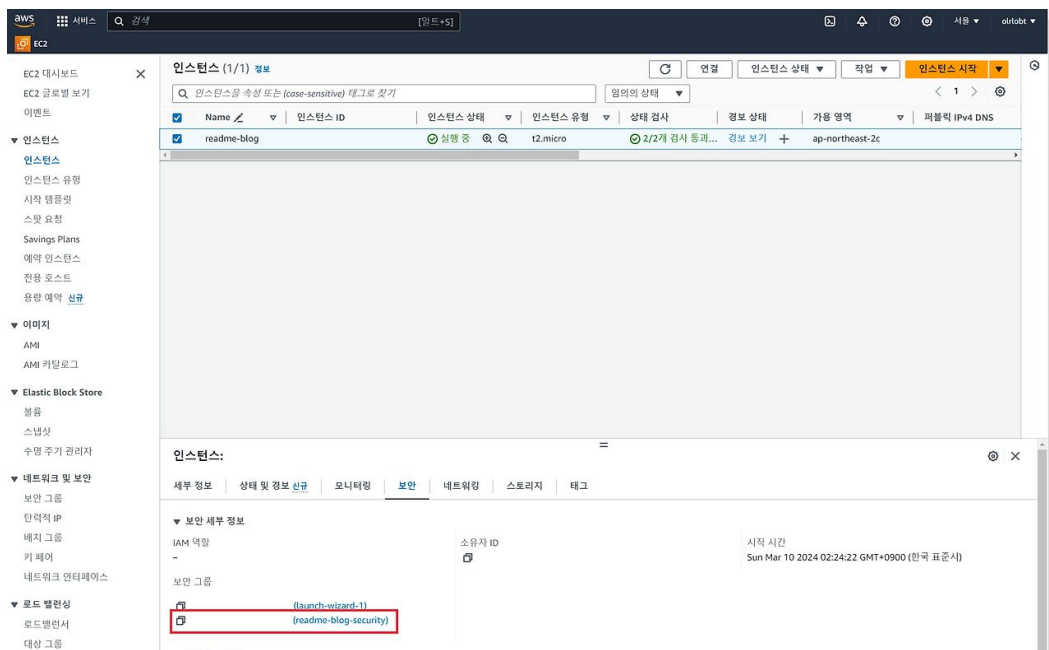 aws 서비스 검색 [알트+S] 서울 olrlobt
EC2
EC2 대시보드
EC2 글로벌 보기
이벤트
인스턴스
인스턴스
인스턴스 유형
시작 템플릿
스팟 요청
Savings Plans
예약 인스턴스
전용 호스트
용량 예약 신규
이미지
AMI
AMI 카탈로그
Elastic Block Store
볼륨
스냅샷
수명 주기 관리자
네트워크 및 보안
보안 그룹
탄력적 IP
배치 그룹
키 페어
네트워크 인터페이스
로드 밸런싱
로드밸런서
대상 그룹
인스턴스 (1/1) 정보 연결 인스턴스 상태 작업 인스턴스 시작
인스턴스을 속성 또는 (case-sensitive) 태그로 찾기 임의의 상태 1
Name 인스턴스 ID 인스턴스 상태 인스턴스 유형 상태 검사 경보 상태 가용 영역 퍼블릭 IPv4 DNS
readme-blog 실행 중 t2.micro 2/2개 검사 통과... 경보 보기 + ap-northeast-2c
인스턴스:
세부 정보 상태 및 경보 신규 모니터링 보안 네트워킹 스토리지 태그
보안 세부 정보
IAM 역할 소유자 ID 시작 시간
– Sun Mar 10 2024 02:24:22 GMT+0900 (한국 표준시)
보안 그룹
(launch-wizard-1)
(readme-blog-security)